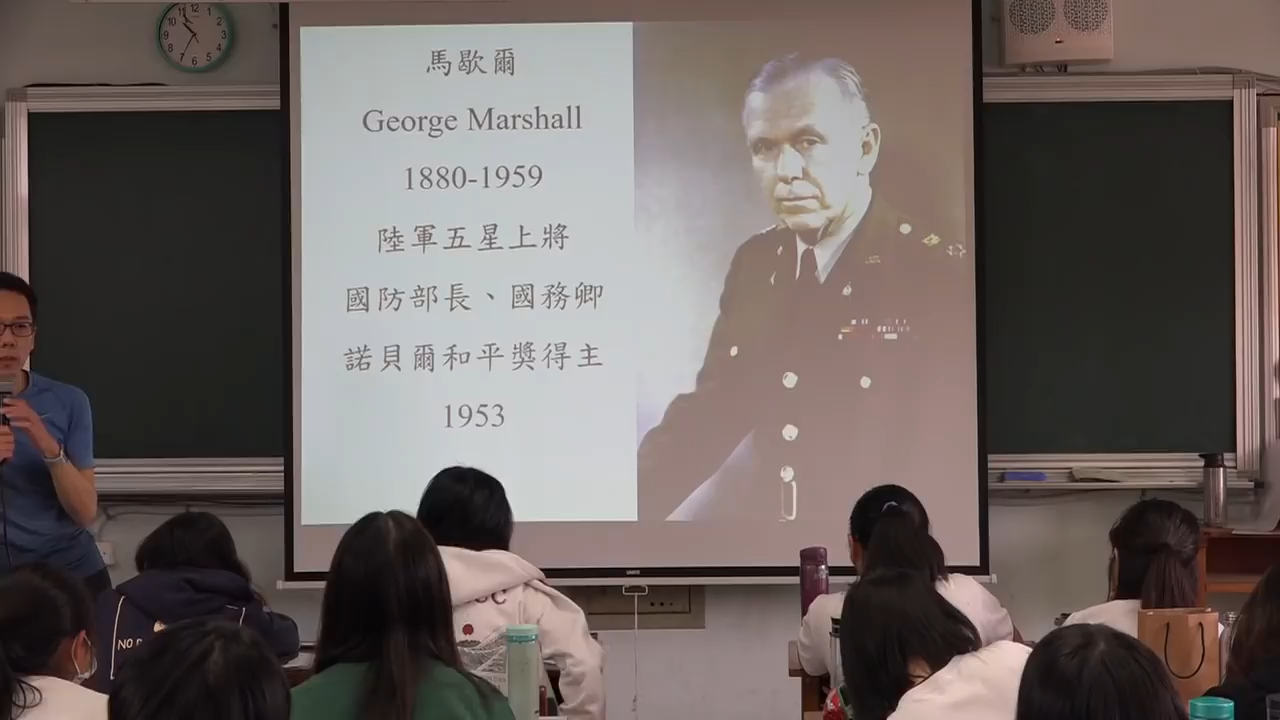 馬歇爾
George Marshall
1880-1959
陸軍五星上將
國防部長、國務卿
諾貝爾和平獎得主
1953